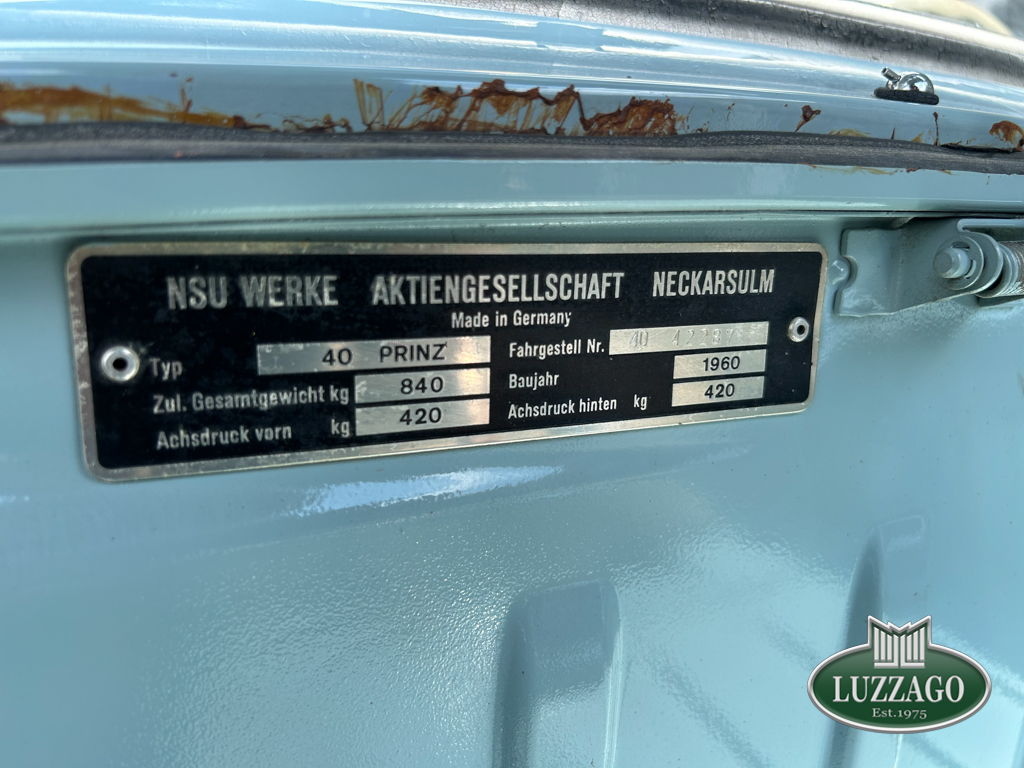 NSU WERKE AKTIENGESELLSCHAFT NECKARSULM
Made in Germany
Typ 40 PRINZ
Fahrgestell Nr. 40
Zul. Gesamtgewicht kg 840
Baujahr 1960
Achsdruck vorn kg 420
Achsdruck hinten kg 420
LUZZAGO
Est.1975